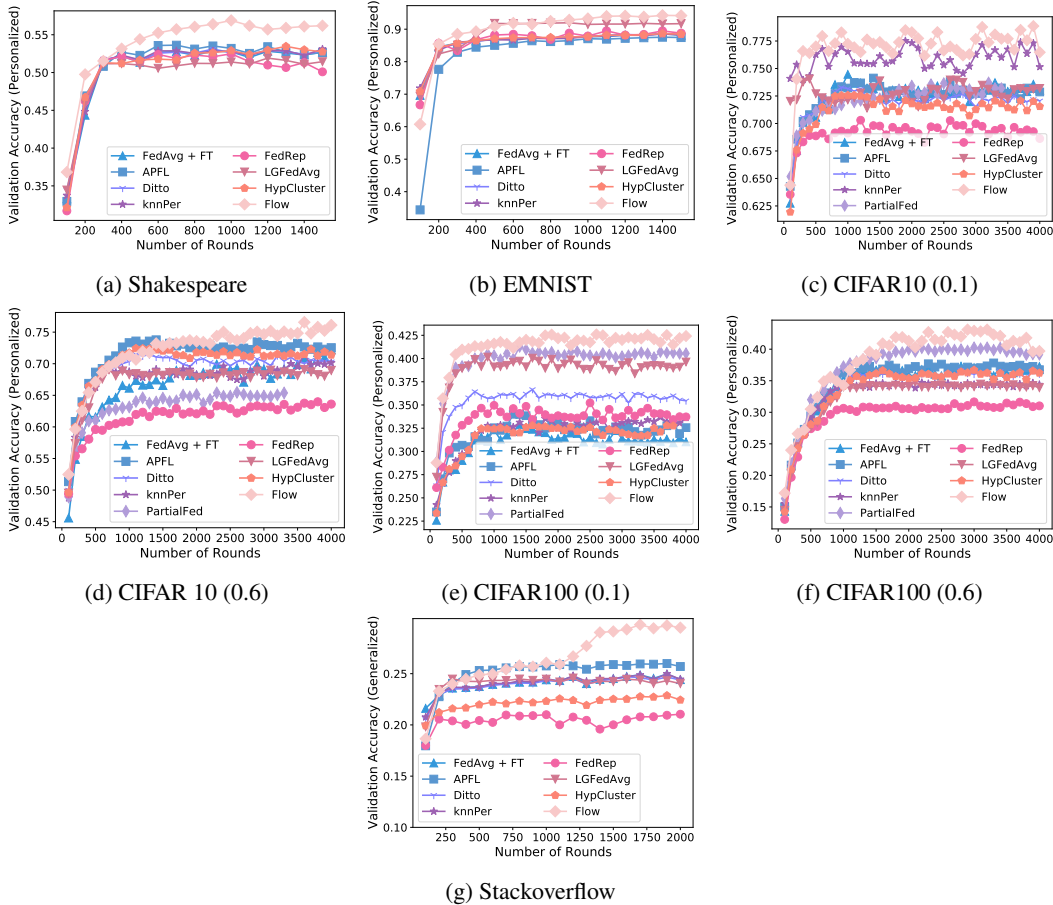 Validation Accuracy (Personalized)
0.55
0.50
0.45
0.40
0.35
FedAvg + FT
APFL
Ditto
knnPer
FedRep
LGFedAvg
HypCluster
Flow
200 400 600 800 1000 1200 1400
Number of Rounds
(a) Shakespeare
Validation Accuracy (Personalized)
0.9
0.8
0.7
0.6
0.5
0.4
FedAvg + FT
APFL
Ditto
knnPer
FedRep
LGFedAvg
HypCluster
Flow
200 400 600 800 1000 1200 1400
Number of Rounds
(b) EMNIST
Validation Accuracy (Personalized)
0.775
0.750
0.725
0.700
0.675
0.650
0.625
FedAvg + FT
APFL
Ditto
knnPer
PartialFed
FedRep
LGFedAvg
HypCluster
Flow
0 500 1000 1500 2000 2500 3000 3500 4000
Number of Rounds
(c) CIFAR10 (0.1)
Validation Accuracy (Personalized)
0.75
0.70
0.65
0.60
0.55
0.50
0.45
FedAvg + FT
APFL
Ditto
knnPer
PartialFed
FedRep
LGFedAvg
HypCluster
Flow
0 500 1000 1500 2000 2500 3000 3500 4000
Number of Rounds
(d) CIFAR 10 (0.6)
Validation Accuracy (Personalized)
0.425
0.400
0.375
0.350
0.325
0.300
0.275
0.250
0.225
FedAvg + FT
APFL
Ditto
knnPer
PartialFed
FedRep
LGFedAvg
HypCluster
Flow
0 500 1000 1500 2000 2500 3000 3500 4000
Number of Rounds
(e) CIFAR100 (0.1)
Validation Accuracy (Personalized)
0.40
0.35
0.30
0.25
0.20
0.15
FedAvg + FT
APFL
Ditto
knnPer
PartialFed
FedRep
LGFedAvg
HypCluster
Flow
0 500 1000 1500 2000 2500 3000 3500 4000
Number of Rounds
(f) CIFAR100 (0.6)
Validation Accuracy (Generalized)
0.25
0.20
0.15
0.10
FedAvg + FT
APFL
Ditto
knnPer
FedRep
LGFedAvg
HypCluster
Flow
250 500 750 1000 1250 1500 1750 2000
Number of Rounds
(g) Stackoverflow